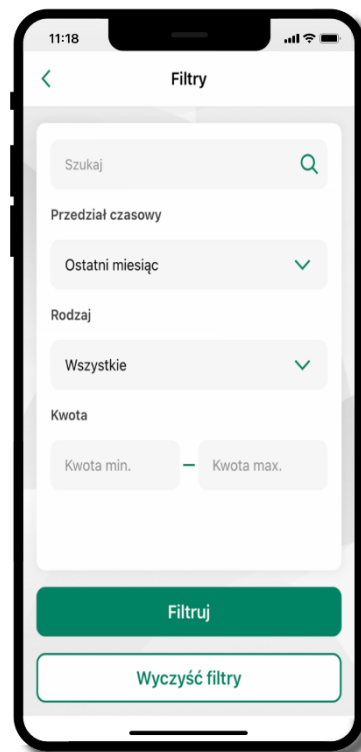 11:18
Filtry
Szukaj
Przedział czasowy
Ostatni miesiąc
Rodzaj
Wszystkie
Kwota
Kwota min. – Kwota max.
Filtruj
Wyczyść filtry